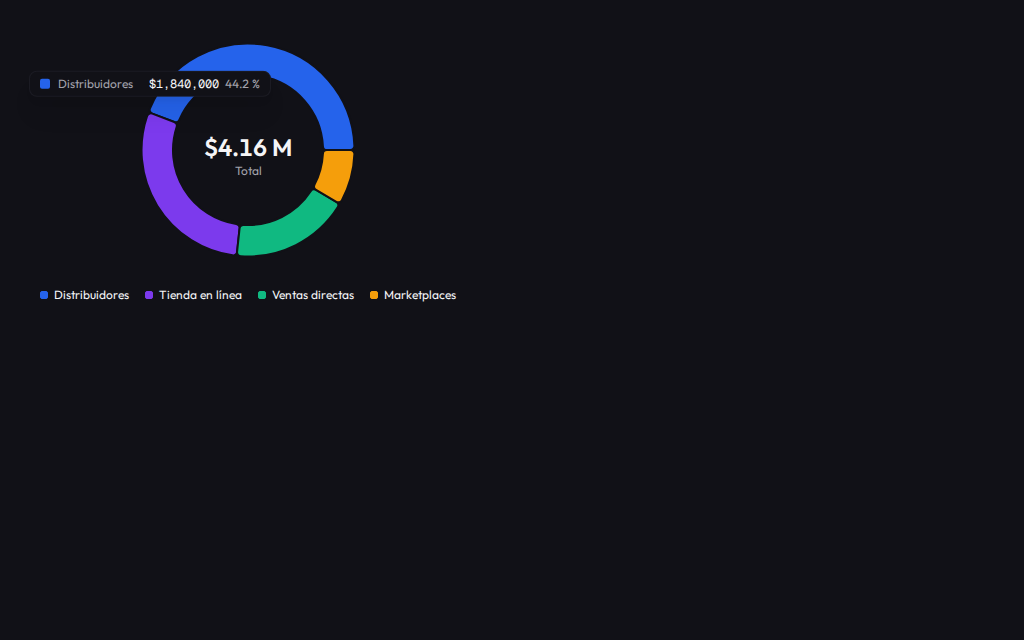 Distribuidores $1,840,000 44.2 %
$4.16 M
Total
Distribuidores Tienda en línea Ventas directas Marketplaces